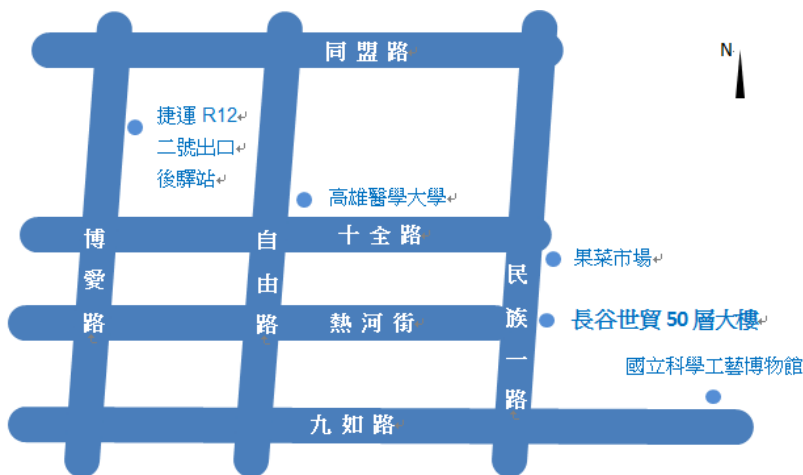 同盟路
N
捷運 R12
二號出口
後驛站
高雄醫學大學
十全路
博愛路
自由路
民族一路
果菜市場
熱河街
長谷世貿 50 層大樓
國立科學工藝博物館
九如路